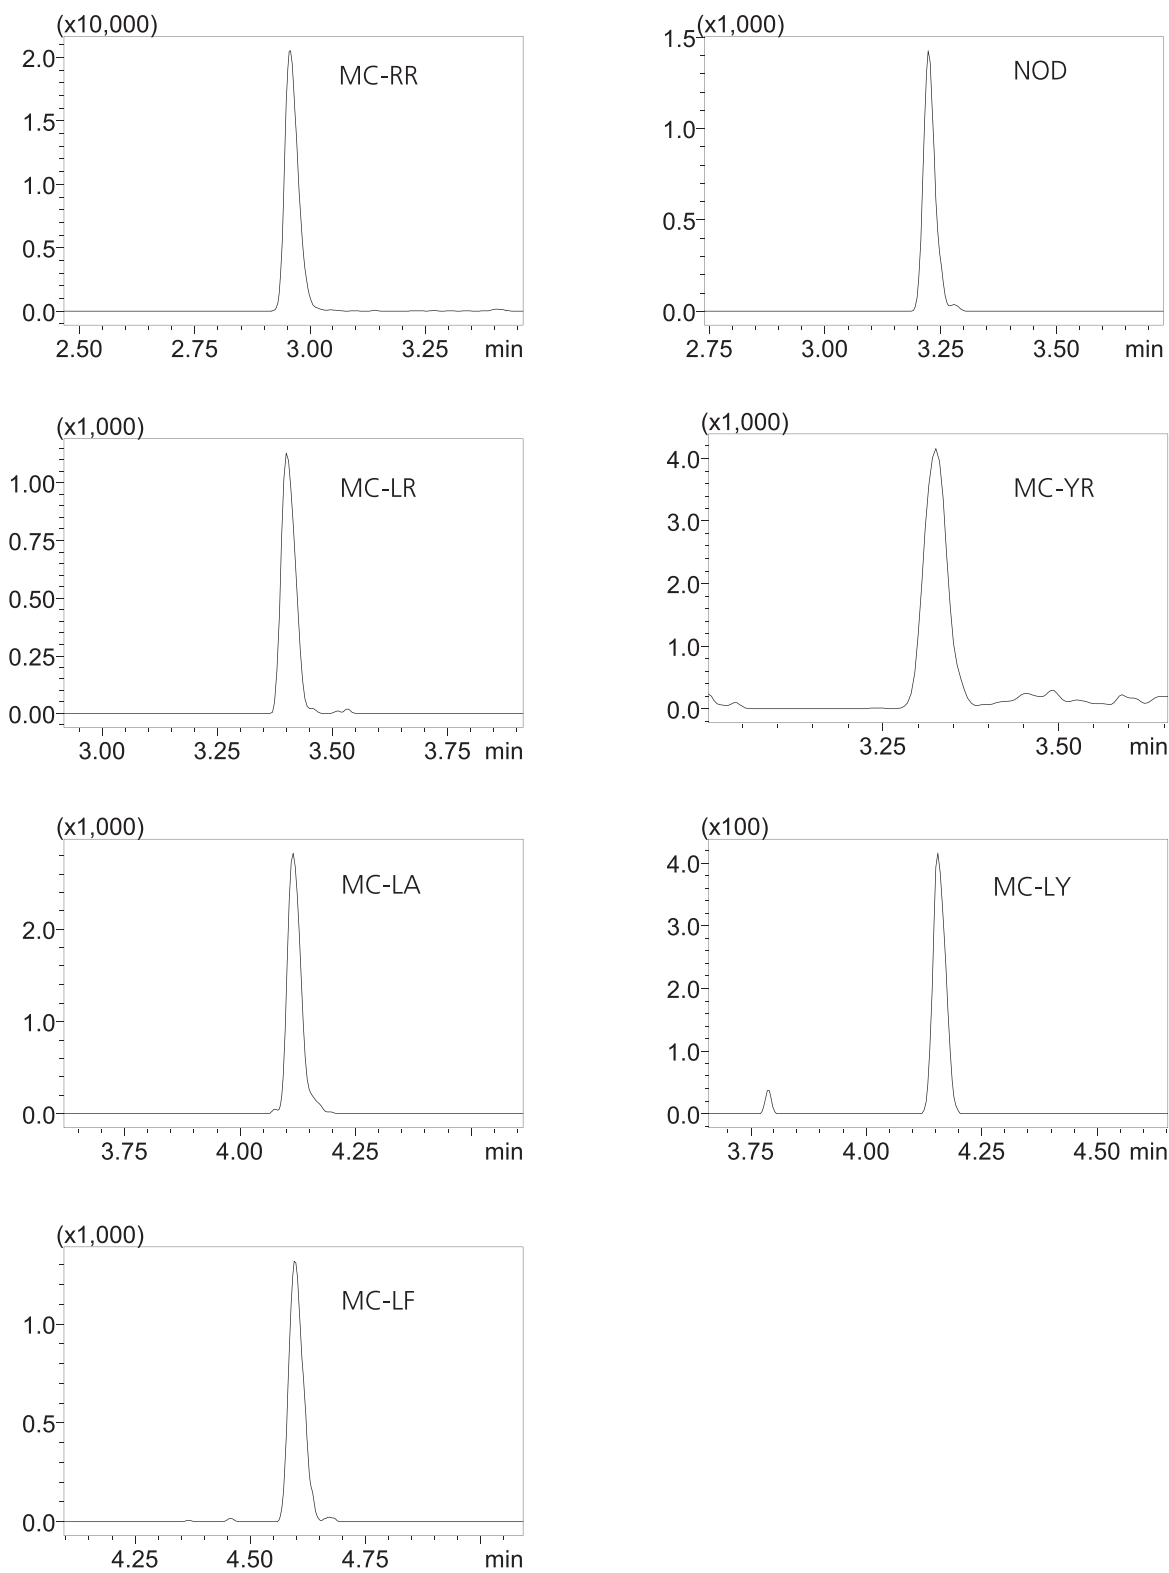 (x10,000)
2.0
1.5
1.0
0.5
0.0
MC-RR
2.50 2.75 3.00 3.25 min
(x1,000)
1.5
1.0
0.5
0.0
NOD
2.75 3.00 3.25 3.50 min
(x1,000)
1.00
0.75
0.50
0.25
0.00
MC-LR
3.00 3.25 3.50 3.75 min
(x1,000)
4.0
3.0
2.0
1.0
0.0
MC-YR
3.25 3.50 min
(x1,000)
2.0
1.0
0.0
MC-LA
3.75 4.00 4.25 min
(x100)
4.0
3.0
2.0
1.0
0.0
MC-LY
3.75 4.00 4.25 4.50 min
(x1,000)
1.0
0.5
0.0
MC-LF
4.25 4.50 4.75 min